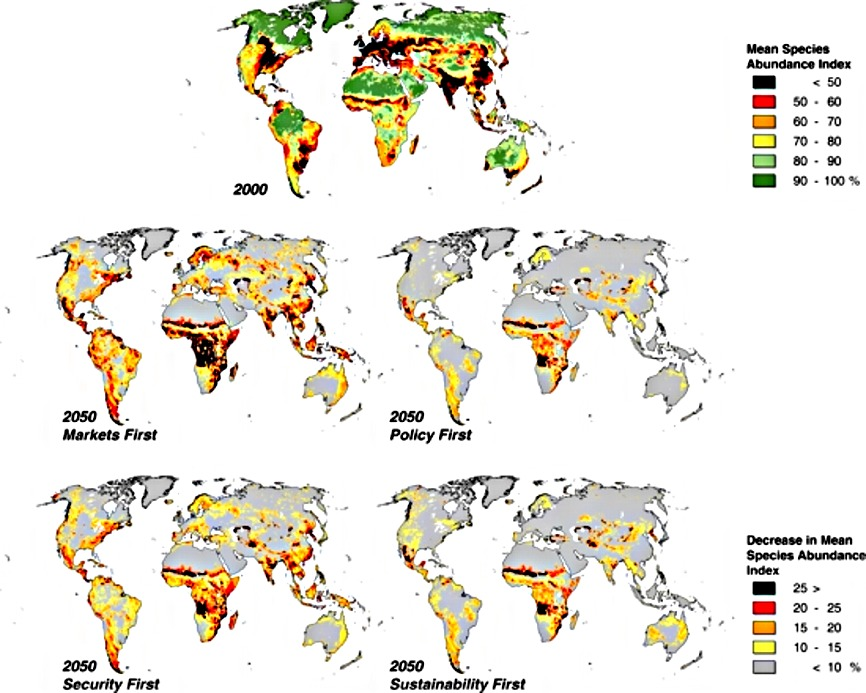 Mean Species
Abundance Index
< 50
50 - 60
60 - 70
70 - 80
80 - 90
90 - 100 %
2000
2050
Markets First
2050
Policy First
2050
Security First
2050
Sustainability First
Decrease in Mean
Species Abundance
Index
25 >
20 - 25
15 - 20
10 - 15
< 10 %